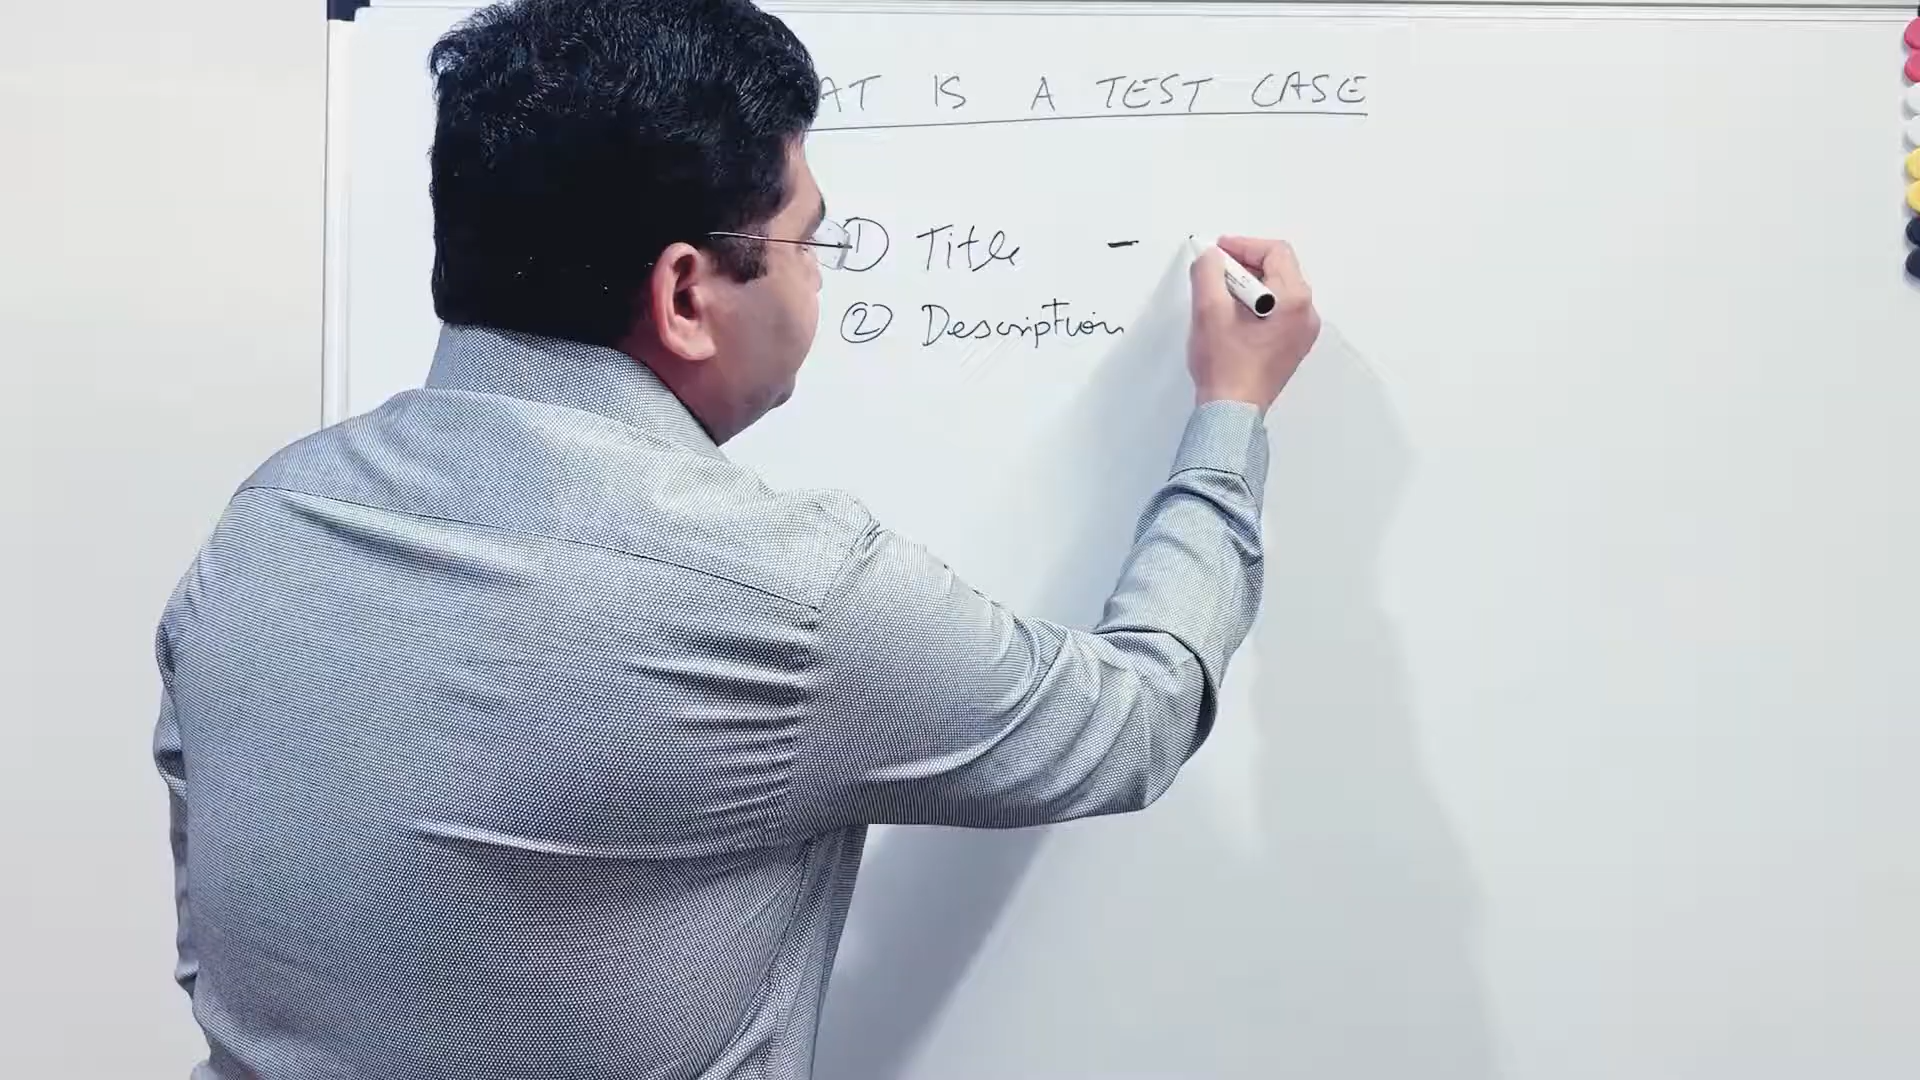 AT IS A TEST CASE
① Title -
② Description